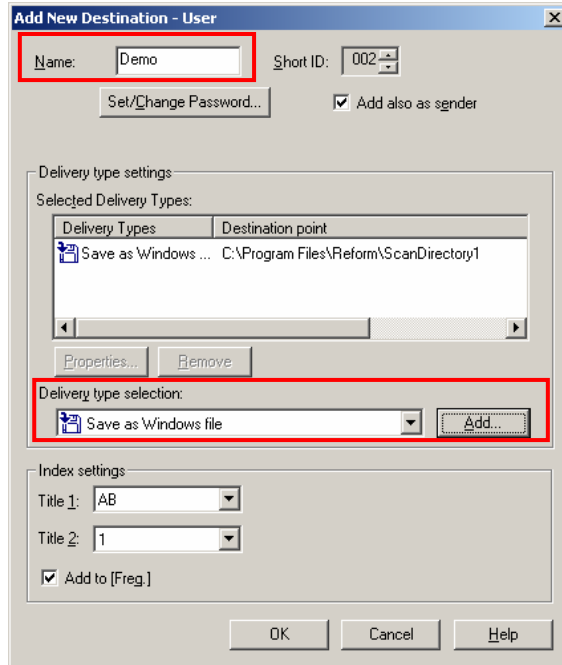 Add New Destination - User
Name: Demo Short ID: 002
Set/Change Password... Add also as sender
Delivery type settings
Selected Delivery Types:
Delivery Types Destination point
Save as Windows ... C:\Program Files\Reform\ScanDirectory1
Properties... Remove
Delivery type selection:
Save as Windows file Add...
Index settings
Title 1: AB
Title 2: 1
Add to [Freq.]
OK Cancel Help